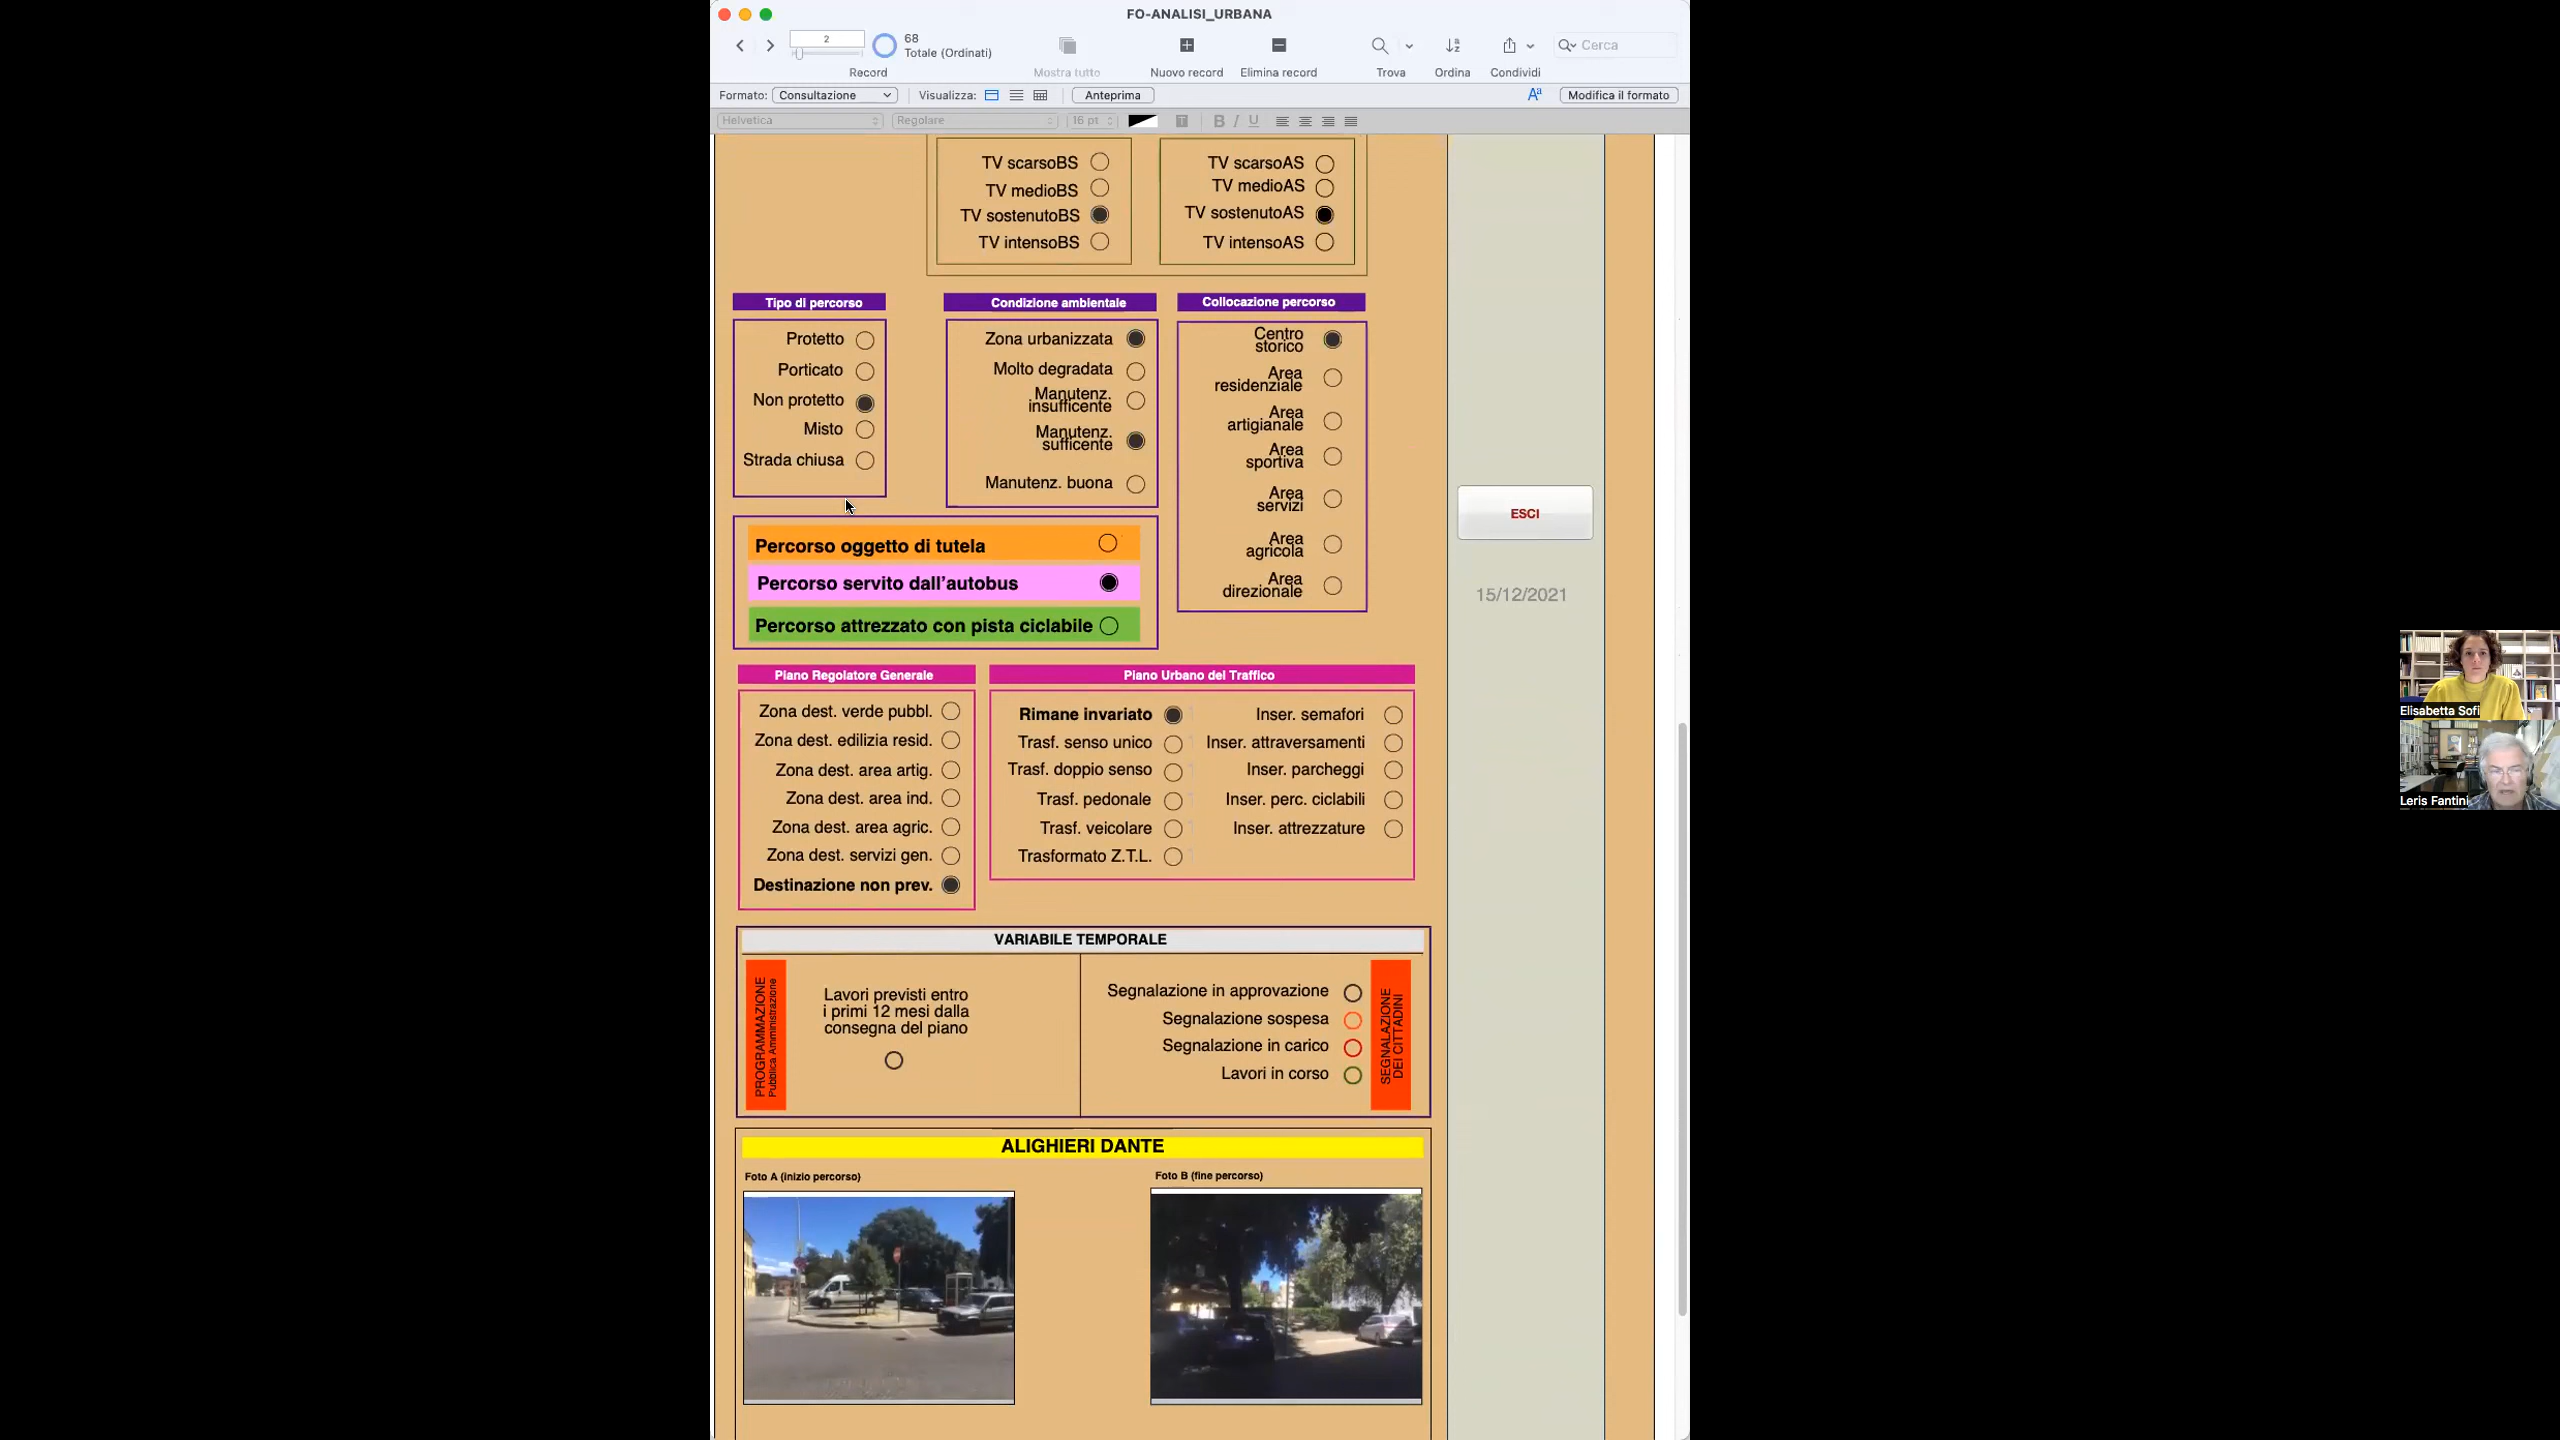 FO-ANALISI_URBANA
2
68
Totale (Ordinati)
Record
Mostra tutto
Nuovo record
Elimina record
Trova
Ordina
Condividi
Cerca
Formato:
Consultazione
Visualizza:
Anteprima
Aª
Modifica il formato
Helvetica
Regolare
16 pt
T
B
I
U
TV scarsoBS
TV medioBS
TV sostenutoBS
TV intensoBS
TV scarsoAS
TV medioAS
TV sostenutoAS
TV intensoAS
Tipo di percorso
Protetto
Porticato
Non protetto
Misto
Strada chiusa
Condizione ambientale
Zona urbanizzata
Molto degradata
Manutenz.
insufficente
Manutenz.
sufficente
Manutenz. buona
Collocazione percorso
Centro
storico
Area
residenziale
Area
artigianale
Area
sportiva
Area
servizi
Area
agricola
Area
direzionale
Percorso oggetto di tutela
Percorso servito dall'autobus
Percorso attrezzato con pista ciclabile
ESCI
15/12/2021
Piano Regolatore Generale
Zona dest. verde pubbl.
Zona dest. edilizia resid.
Zona dest. area artig.
Zona dest. area ind.
Zona dest. area agric.
Zona dest. servizi gen.
Destinazione non prev.
Piano Urbano del Traffico
Rimane invariato
Trasf. senso unico
Trasf. doppio senso
Trasf. pedonale
Trasf. veicolare
Trasformato Z.T.L.
Inser. semafori
Inser. attraversamenti
Inser. parcheggi
Inser. perc. ciclabili
Inser. attrezzature
VARIABILE TEMPORALE
PROGRAMMAZIONE
Pubblica Amministrazione
Lavori previsti entro
i primi 12 mesi dalla
consegna del piano
Segnalazione in approvazione
Segnalazione sospesa
Segnalazione in carico
Lavori in corso
SEGNALAZIONE
DEI CITTADINI
ALIGHIERI DANTE
Foto A (inizio percorso)
Foto B (fine percorso)
Elisabetta Sofi
Leris Fantini